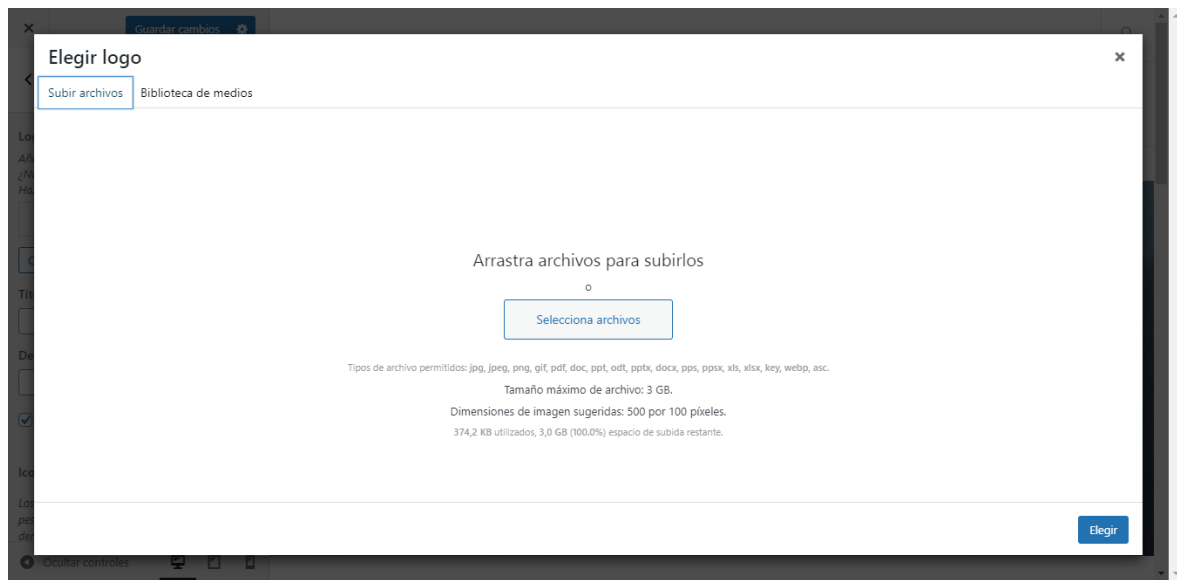 Guardar cambios
Elegir logo
Subir archivos
Biblioteca de medios
Arrastra archivos para subirlos
o
Selecciona archivos
Tipos de archivo permitidos: jpg, jpeg, png, gif, pdf, doc, ppt, odt, pptx, docx, pps, ppsx, xls, xlsx, key, webp, asc.
Tamaño máximo de archivo: 3 GB.
Dimensiones de imagen sugeridas: 500 por 100 píxeles.
374,2 KB utilizados, 3,0 GB (100.0%) espacio de subida restante.
Elegir
Ocultar controles